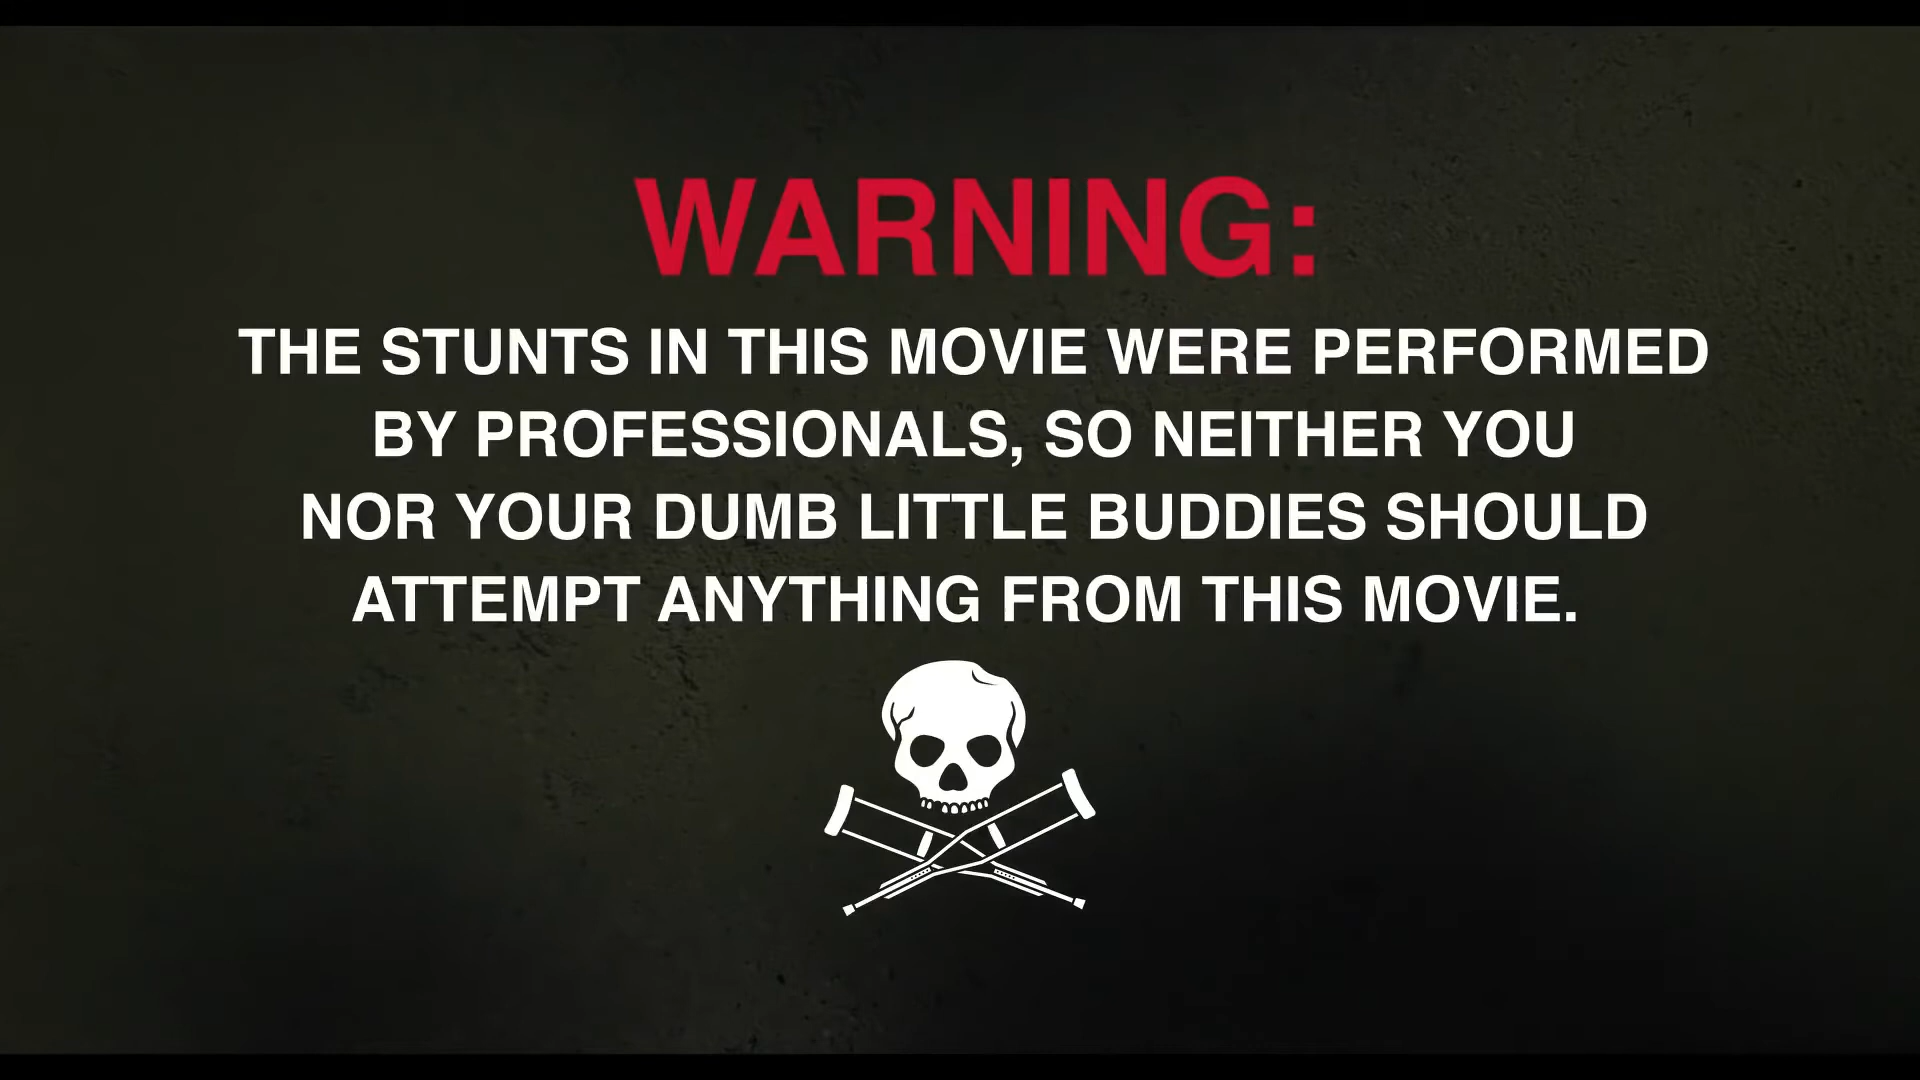 WARNING:
THE STUNTS IN THIS MOVIE WERE PERFORMED
BY PROFESSIONALS, SO NEITHER YOU
NOR YOUR DUMB LITTLE BUDDIES SHOULD
ATTEMPT ANYTHING FROM THIS MOVIE.